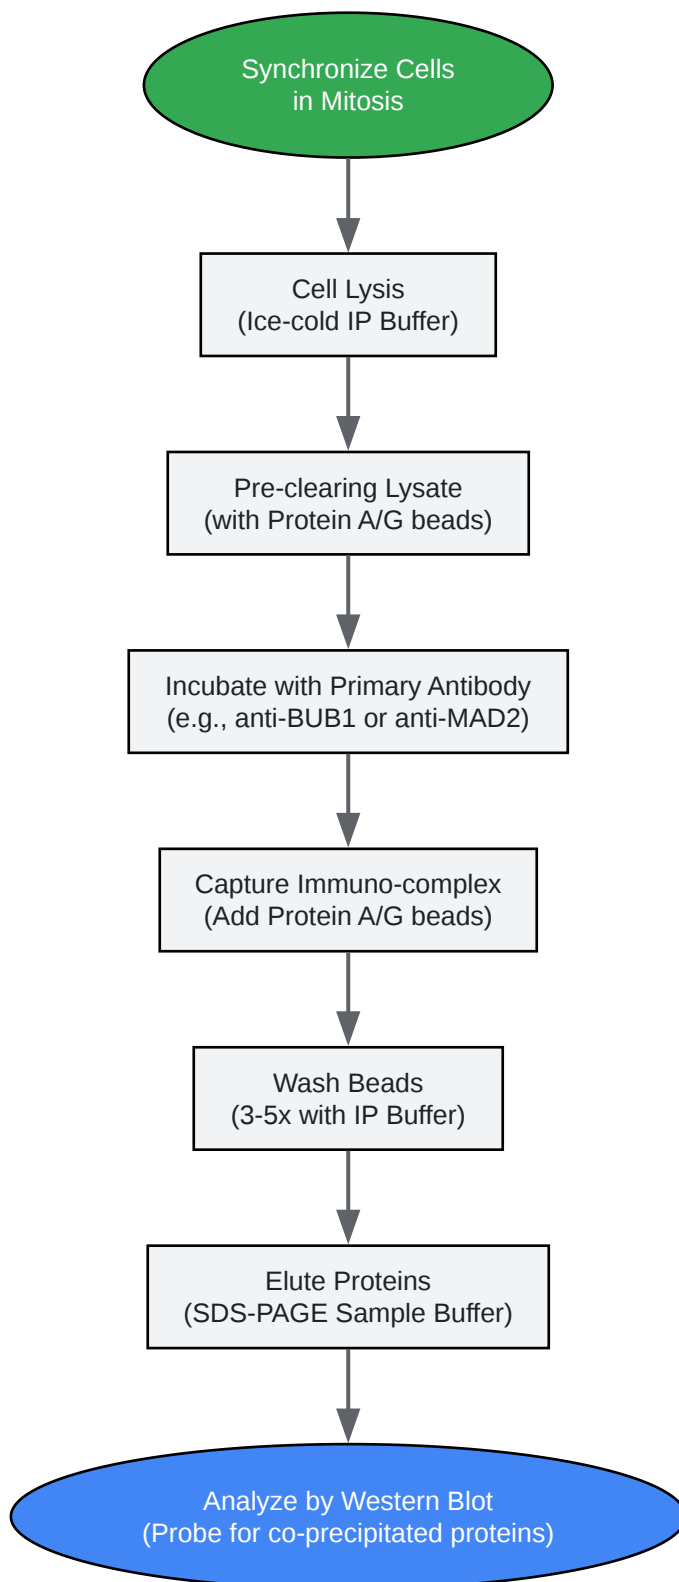 Synchronize Cells
in Mitosis
Cell Lysis
(Ice-cold IP Buffer)
Pre-clearing Lysate
(with Protein A/G beads)
Incubate with Primary Antibody
(e.g., anti-BUB1 or anti-MAD2)
Capture Immuno-complex
(Add Protein A/G beads)
Wash Beads
(3-5x with IP Buffer)
Elute Proteins
(SDS-PAGE Sample Buffer)
Analyze by Western Blot
(Probe for co-precipitated proteins)